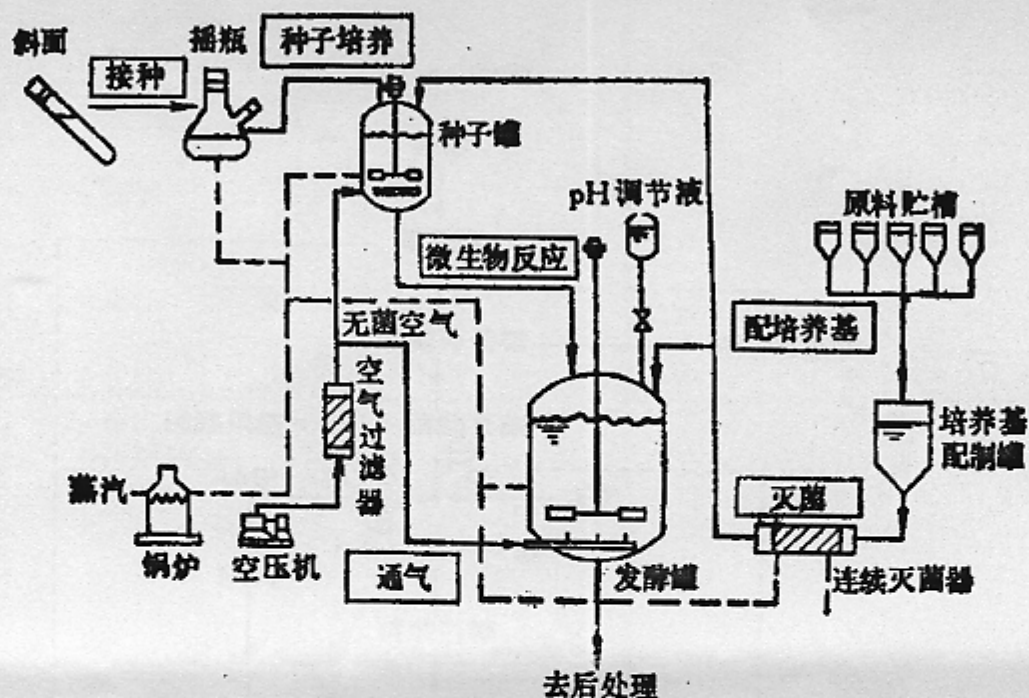 斜面
摇瓶
种子培养
接种
种子罐
pH调节液
原料贮槽
微生物反应
无菌空气
配培养基
空气过滤器
培养基
配制罐
蒸汽
灭菌
锅炉
空压机
通气
发酵罐
连续灭菌器
去后处理